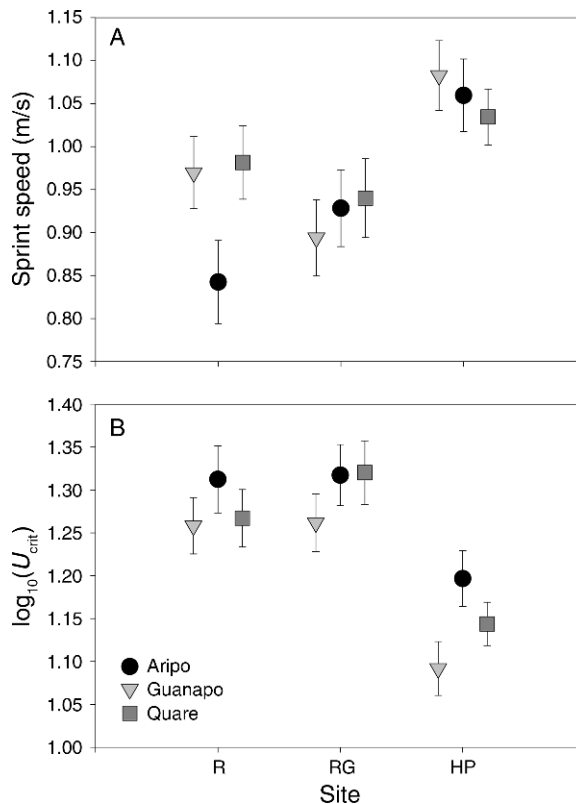 A
Sprint speed (m/s)
1.15
1.10
1.05
1.00
0.95
0.90
0.85
0.80
0.75
B
log10(Ucrit)
1.40
1.35
1.30
1.25
1.20
1.15
1.10
1.05
1.00
Aripo
Guanapo
Quare
R RG HP
Site